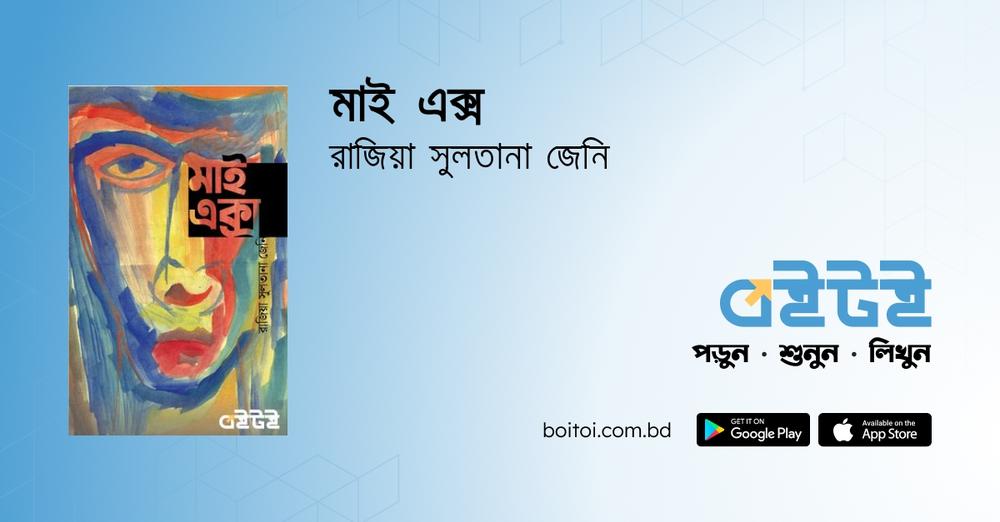 মাই এক্স
রাজিয়া সুলতানা জেনি
মাই
এক্স
রাজিয়া সুলতানা জেনি
বইটই
বইটই
পড়ুন · শুনুন · লিখুন
boitoi.com.bd
GET IT ON
Google Play
Available on the
App Store